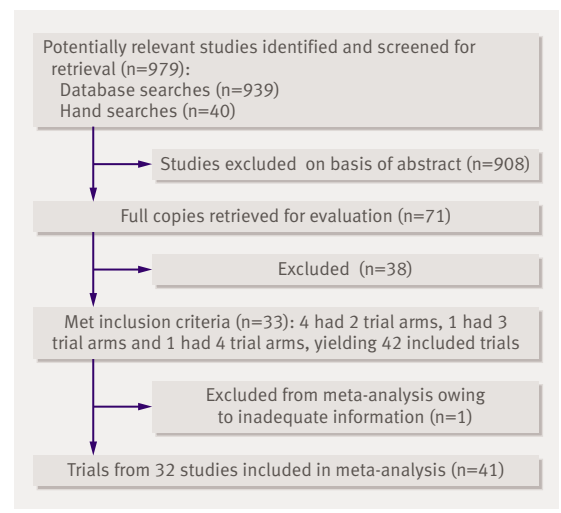 Potentially relevant studies identified and screened for
retrieval (n=979):
Database searches (n=939)
Hand searches (n=40)
Studies excluded on basis of abstract (n=908)
Full copies retrieved for evaluation (n=71)
Excluded (n=38)
Met inclusion criteria (n=33): 4 had 2 trial arms, 1 had 3
trial arms and 1 had 4 trial arms, yielding 42 included trials
Excluded from meta-analysis owing
to inadequate information (n=1)
Trials from 32 studies included in meta-analysis (n=41)